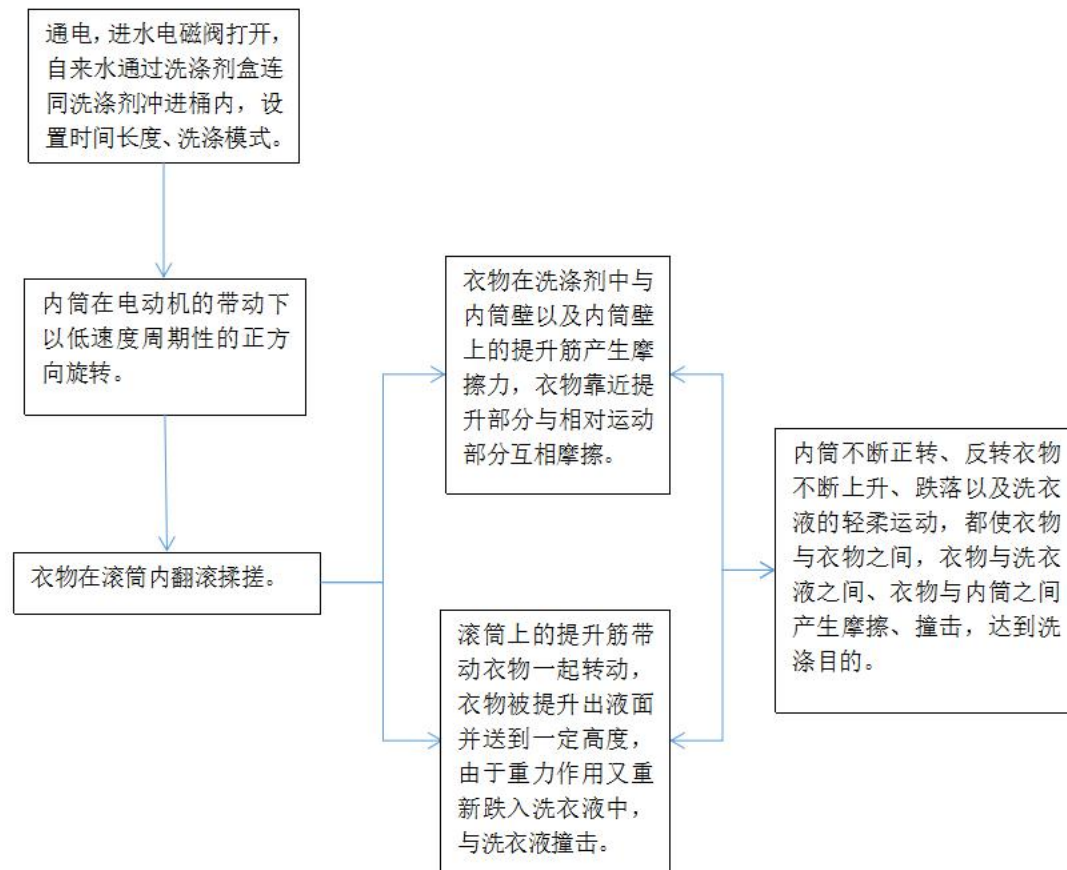 通电，进水电磁阀打开，
自来水通过洗涤剂盒连
同洗涤剂冲进桶内，设
置时间长度、洗涤模式。
内筒在电动机的带动下
以低速度周期性的正方
向旋转。
衣物在滚筒内翻滚揉搓。
衣物在洗涤剂中与
内筒壁以及内筒壁
上的提升筋产生摩
擦力，衣物靠近提
升部分与相对运动
部分互相摩擦。
滚筒上的提升筋带
动衣物一起转动，
衣物被提升出液面
并送到一定高度，
由于重力作用又重
新跌入洗衣液中，
与洗衣液撞击。
内筒不断正转、反转衣物
不断上升、跌落以及洗衣
液的轻柔运动，都使衣物
与衣物之间，衣物与洗衣
液之间、衣物与内筒之间
产生摩擦、撞击，达到洗
涤目的。